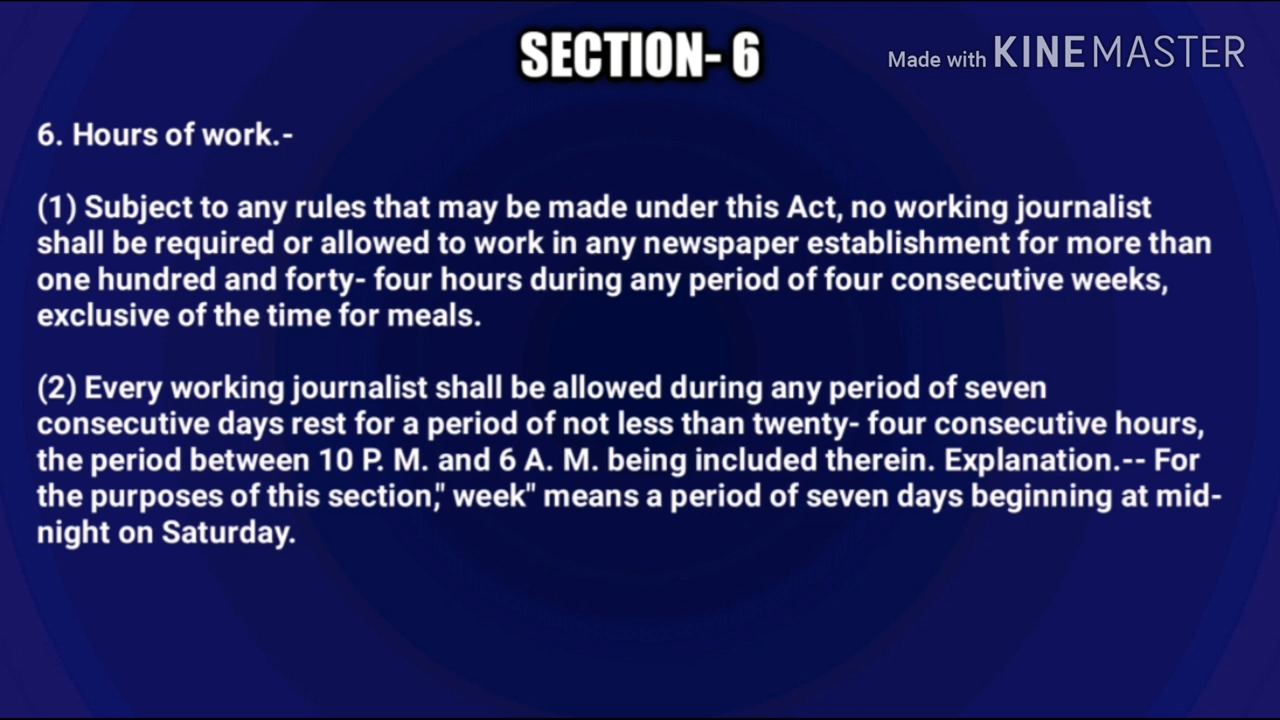 SECTION- 6
Made with KINEMASTER
6. Hours of work.-
(1) Subject to any rules that may be made under this Act, no working journalist
shall be required or allowed to work in any newspaper establishment for more than
one hundred and forty- four hours during any period of four consecutive weeks,
exclusive of the time for meals.
(2) Every working journalist shall be allowed during any period of seven
consecutive days rest for a period of not less than twenty- four consecutive hours,
the period between 10 P. M. and 6 A. M. being included therein. Explanation.-- For
the purposes of this section," week" means a period of seven days beginning at mid-
night on Saturday.